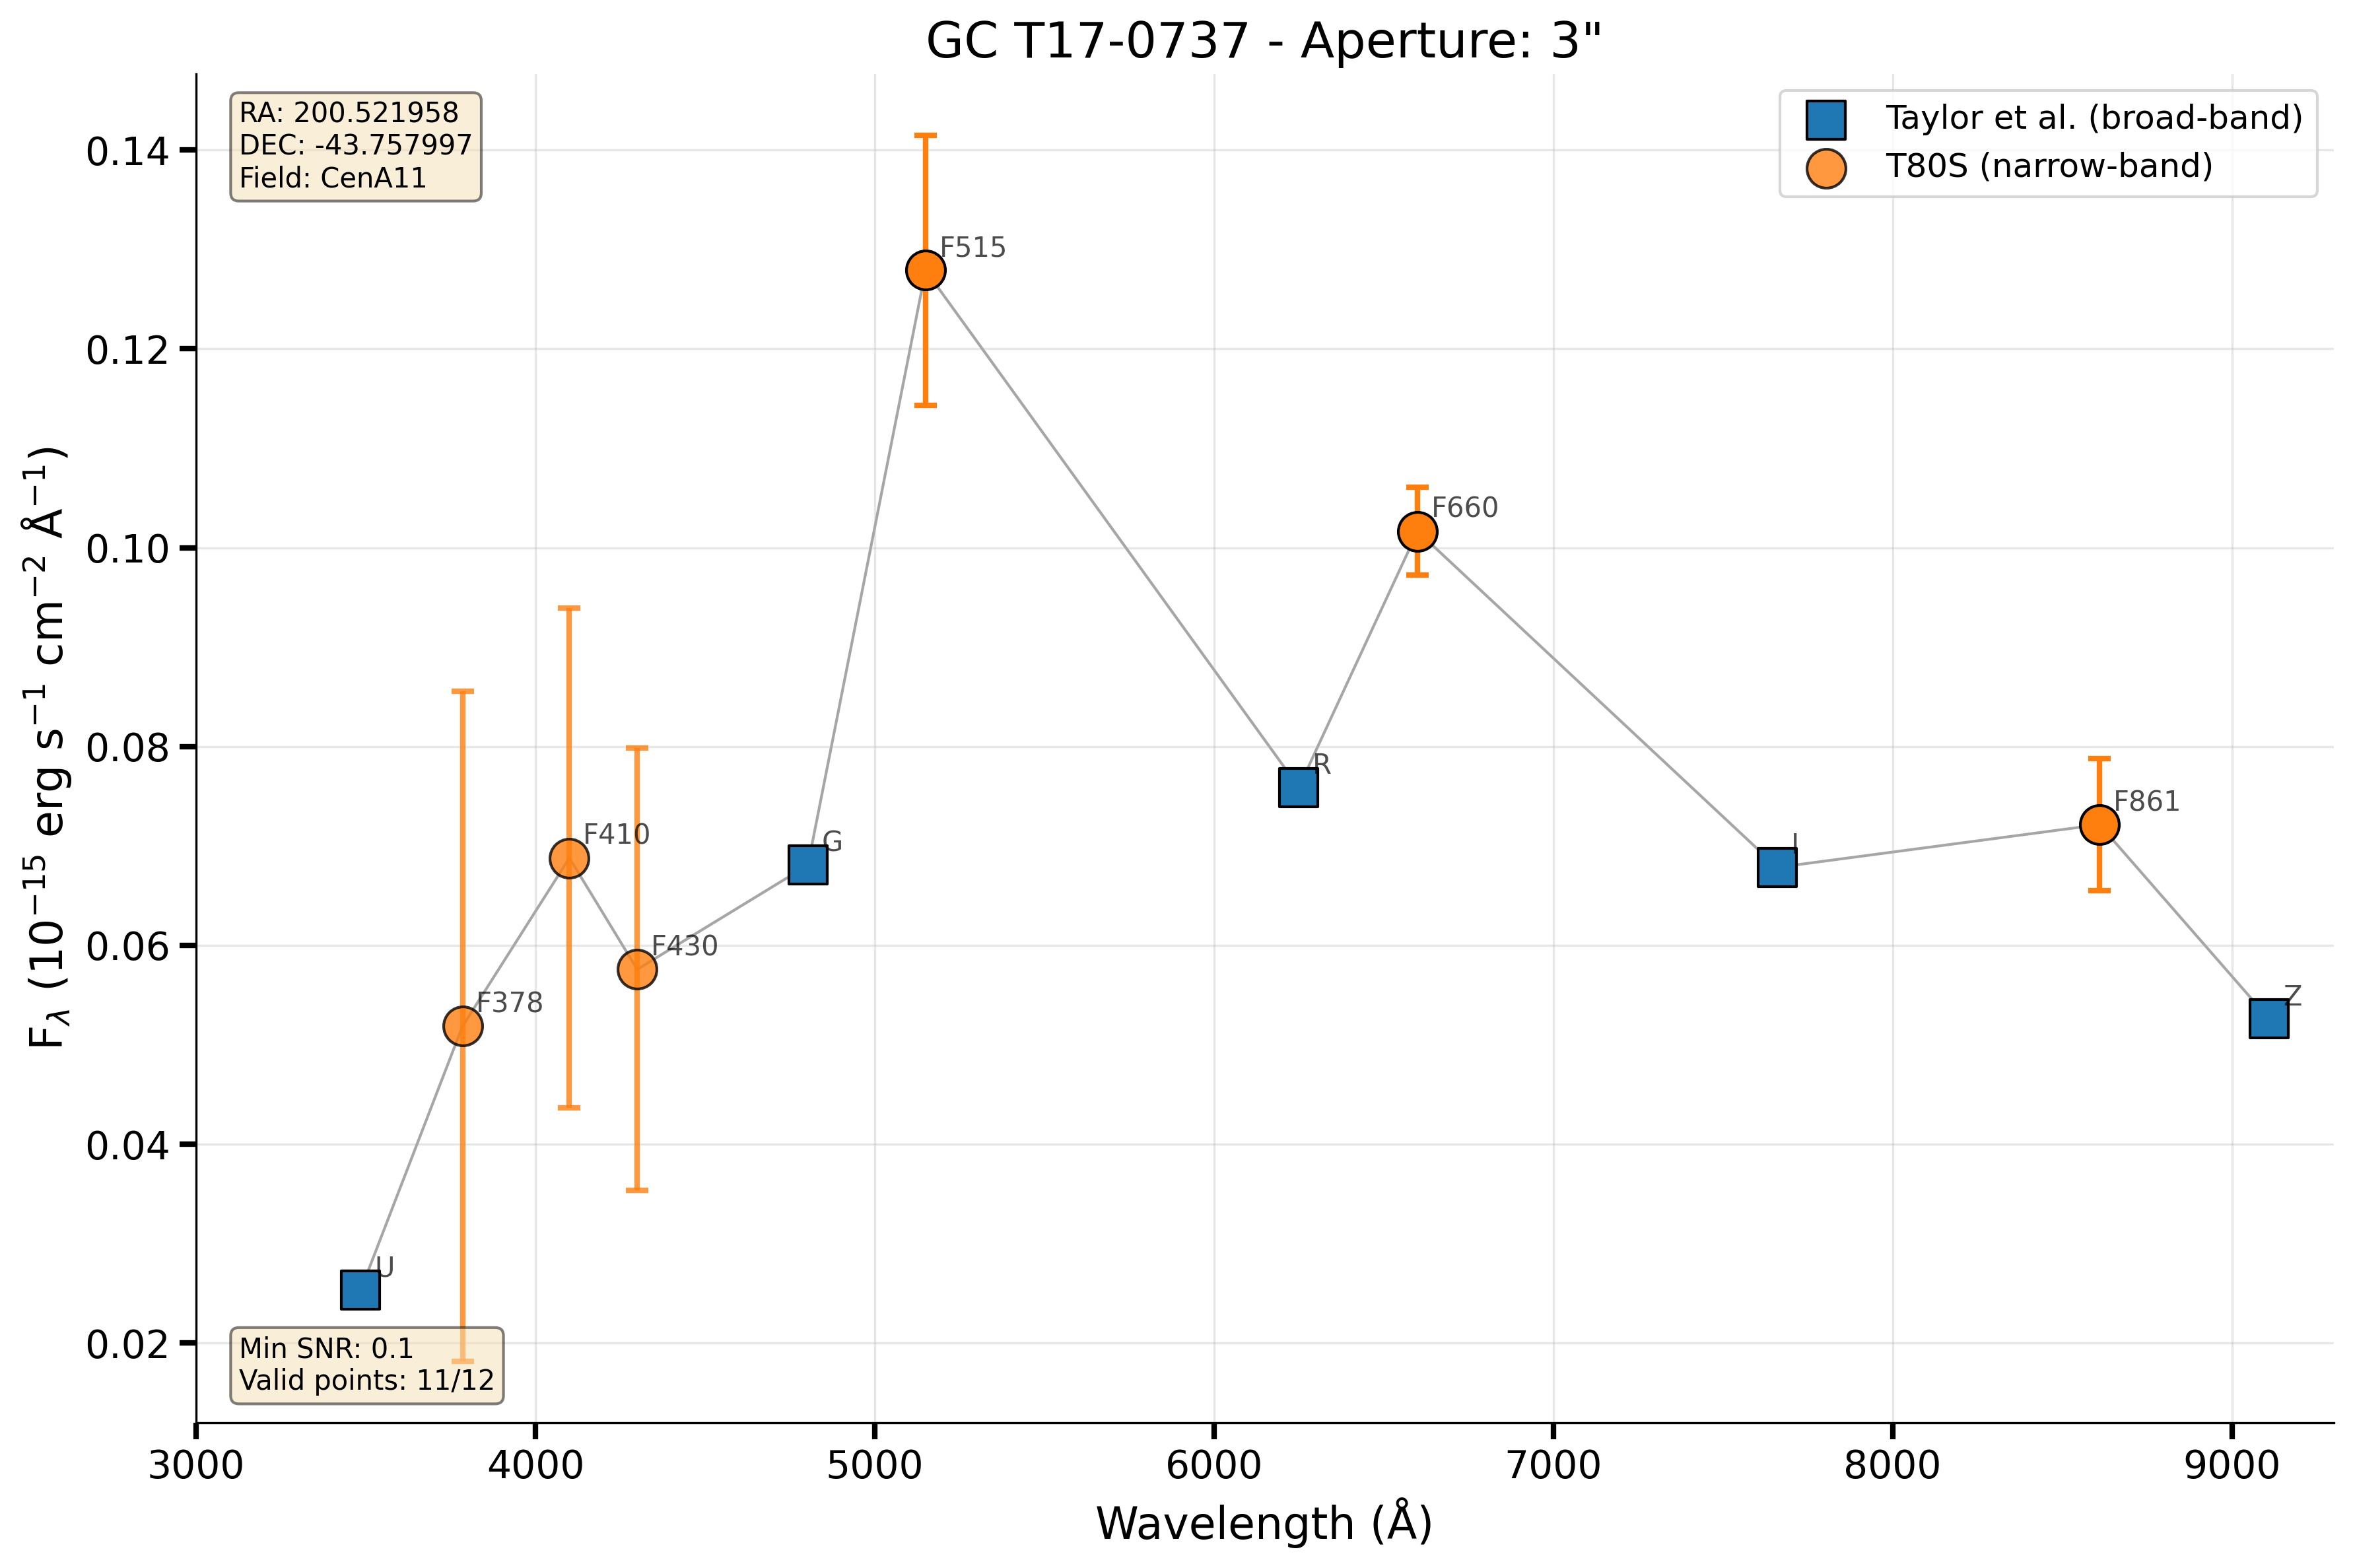 GC T17-0737 - Aperture: 3"
RA: 200.521958
DEC: -43.757997
Field: CenA11
Taylor et al. (broad-band)
T80S (narrow-band)
F515
F660
R
F410
G
I
F861
F430
F378
Z
U
Min SNR: 0.1
Valid points: 11/12
0.14
0.12
0.10
0.08
0.06
0.04
0.02
F_λ (10⁻¹⁵ erg s⁻¹ cm⁻² Å⁻¹)
3000 4000 5000 6000 7000 8000 9000
Wavelength (Å)